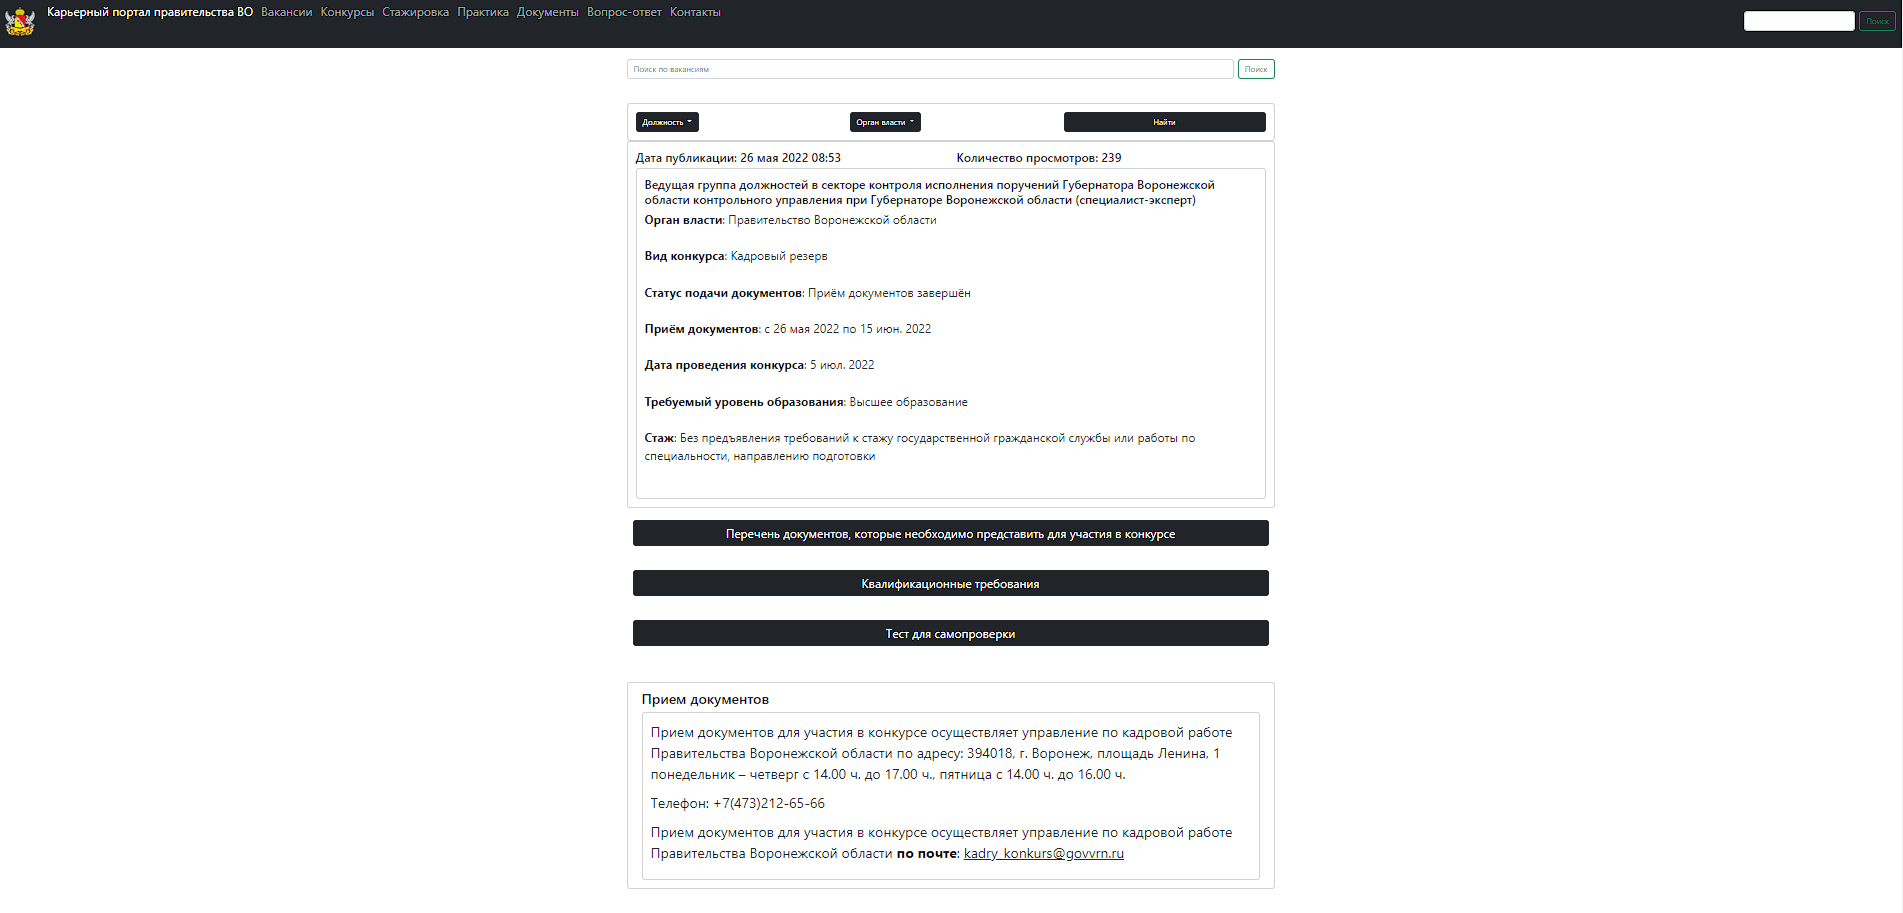 Карьерный портал правительства ВО Вакансии Конкурсы Стажировка Практика Документы Вопрос-ответ Контакты
Поиск
Поиск по вакансиям
Поиск
Должность
Орган власти
Найти
Дата публикации: 26 мая 2022 08:53
Количество просмотров: 239
Ведущая группа должностей в секторе контроля исполнения поручений Губернатора Воронежской
области контрольного управления при Губернаторе Воронежской области (специалист-эксперт)
Орган власти: Правительство Воронежской области
Вид конкурса: Кадровый резерв
Статус подачи документов: Приём документов завершён
Приём документов: с 26 мая 2022 по 15 июн. 2022
Дата проведения конкурса: 5 июл. 2022
Требуемый уровень образования: Высшее образование
Стаж: Без предъявления требований к стажу государственной гражданской службы или работы по
специальности, направлению подготовки
Перечень документов, которые необходимо представить для участия в конкурсе
Квалификационные требования
Тест для самопроверки
Прием документов
Прием документов для участия в конкурсе осуществляет управление по кадровой работе
Правительства Воронежской области по адресу: 394018, г. Воронеж, площадь Ленина, 1
понедельник – четверг с 14.00 ч. до 17.00 ч., пятница с 14.00 ч. до 16.00 ч.
Телефон: +7(473)212-65-66
Прием документов для участия в конкурсе осуществляет управление по кадровой работе
Правительства Воронежской области по почте: kadry_konkurs@govvrn.ru